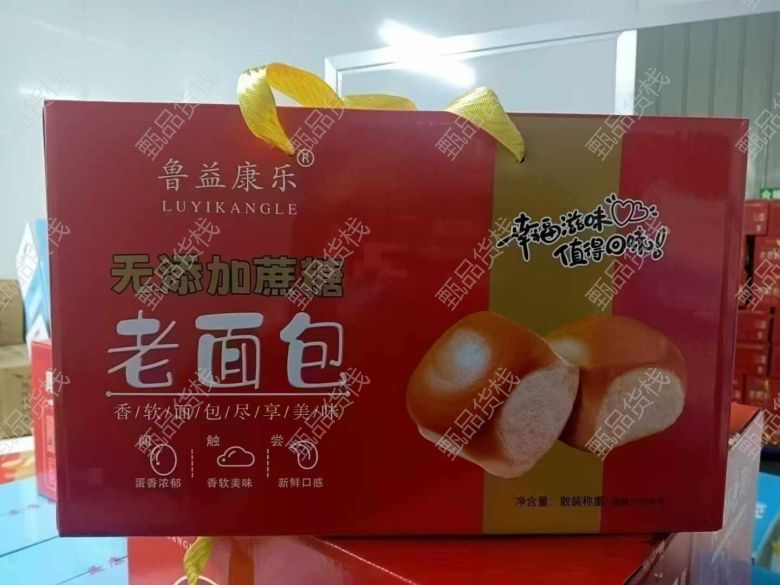 鲁益康乐®
LUYIKANGLE
无添加蔗糖
老面包
香/软/面/包/尽/享/美/味
闻 触 尝
蛋香浓郁 香软美味 新鲜口感
一幸福滋味
值得回味!
净含量: 散装称重
甄品货栈